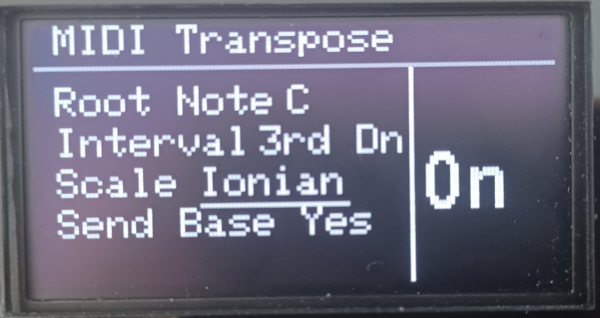 MIDI Transpose
Root Note C
Interval 3rd Dn
Scale Ionian
Send Base Yes
On